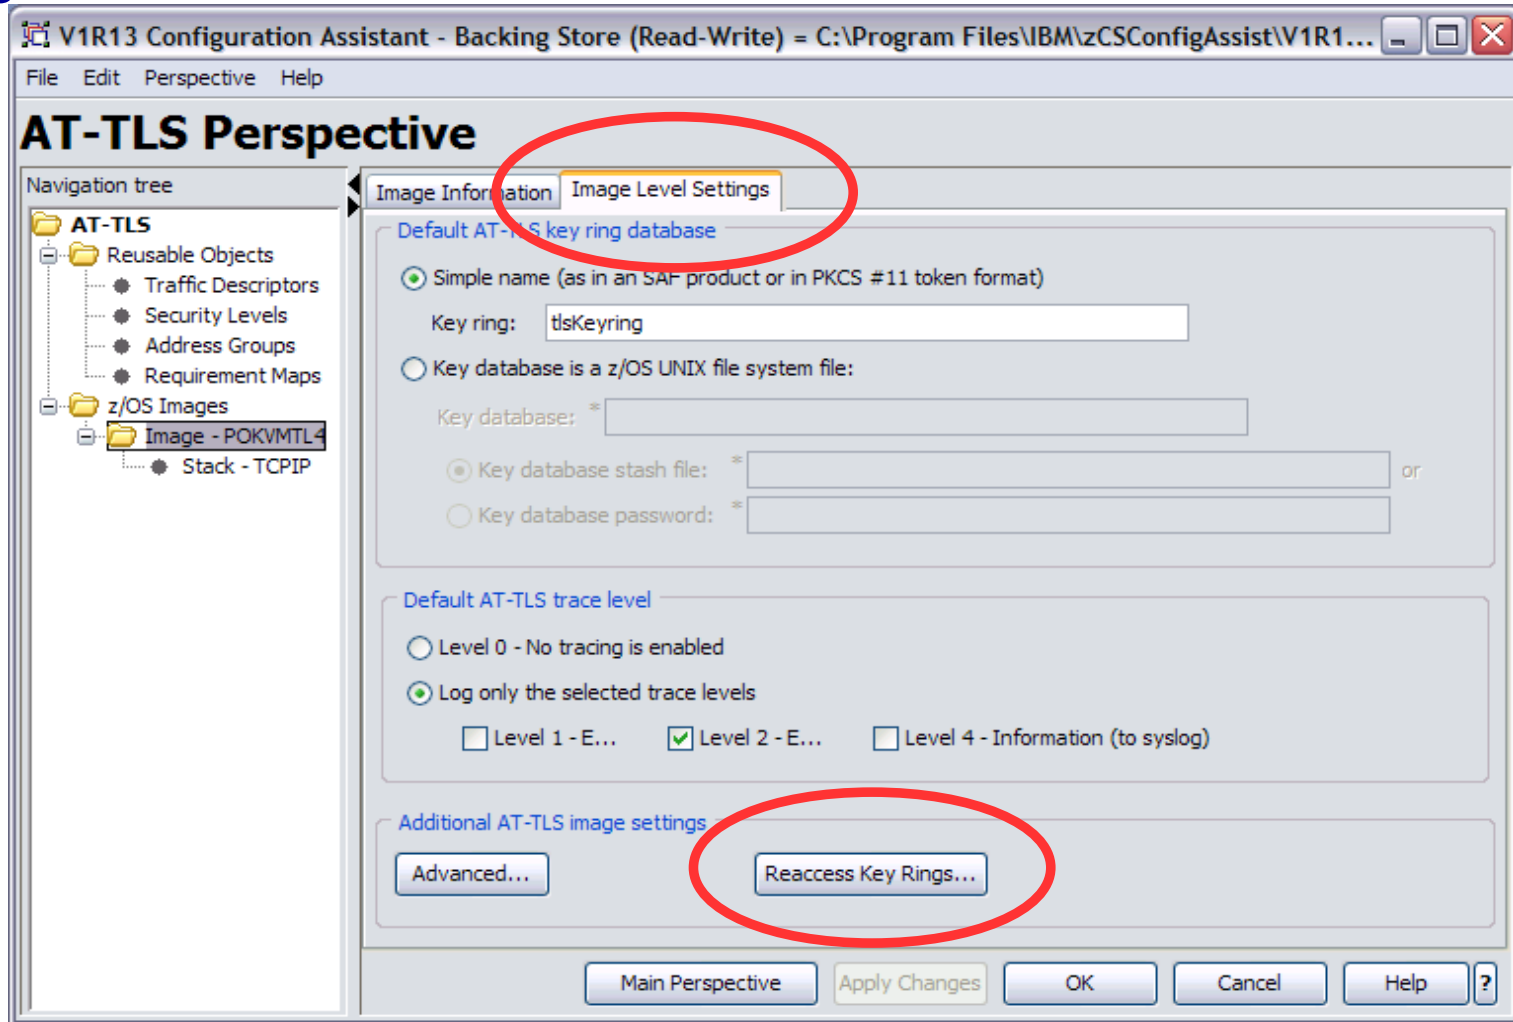 V1R13 Configuration Assistant - Backing Store (Read-Write) = C:\Program Files\IBM\zCSConfigAssist\V1R1...
File Edit Perspective Help
AT-TLS Perspective
Navigation tree
AT-TLS
Reusable Objects
Traffic Descriptors
Security Levels
Address Groups
Requirement Maps
z/OS Images
Image - POKVMTL4
Stack - TCPIP
Image Information Image Level Settings
Default AT-TLS key ring database
Simple name (as in an SAF product or in PKCS #11 token format)
Key ring: tlsKeyring
Key database is a z/OS UNIX file system file:
Key database: *
Key database stash file: * or
Key database password: *
Default AT-TLS trace level
Level 0 - No tracing is enabled
Log only the selected trace levels
Level 1 - E... Level 2 - E... Level 4 - Information (to syslog)
Additional AT-TLS image settings
Advanced... Reaccess Key Rings...
Main Perspective Apply Changes OK Cancel Help ?